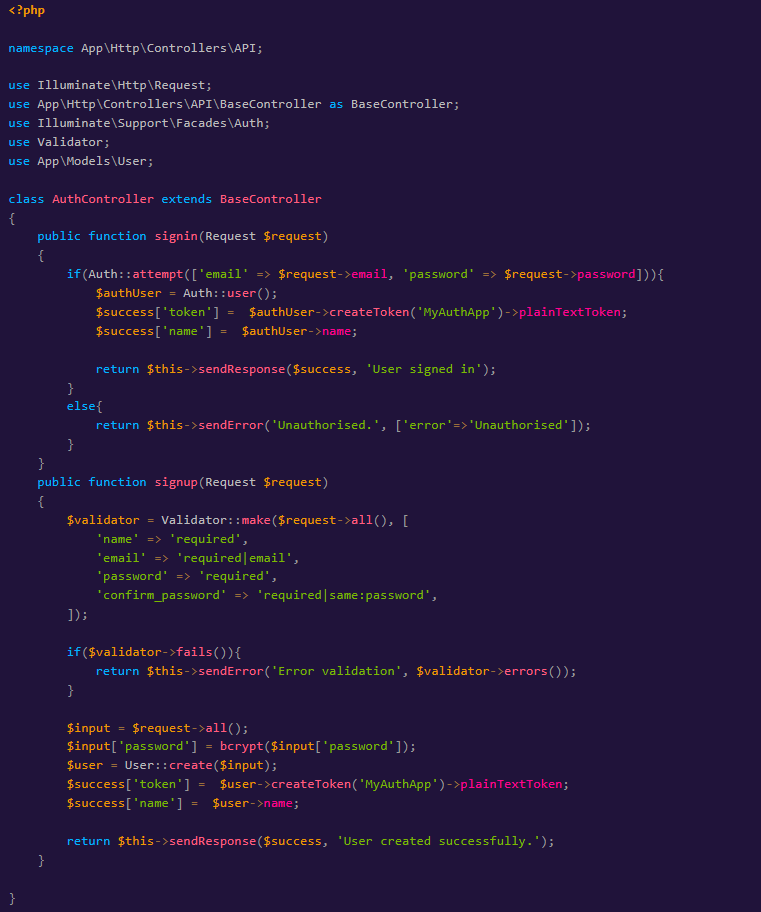 <?php
namespace App\Http\Controllers\API;
use Illuminate\Http\Request;
use App\Http\Controllers\API\BaseController as BaseController;
use Illuminate\Support\Facades\Auth;
use Validator;
use App\Models\User;
class AuthController extends BaseController
{
    public function signin(Request $request)
    {
        if(Auth::attempt(['email' => $request->email, 'password' => $request->password])){
            $authUser = Auth::user();
            $success['token'] =  $authUser->createToken('MyAuthApp')->plainTextToken;
            $success['name'] =  $authUser->name;
            return $this->sendResponse($success, 'User signed in');
        }
        else{
            return $this->sendError('Unauthorised.', ['error'=>'Unauthorised']);
        }
    }
    public function signup(Request $request)
    {
        $validator = Validator::make($request->all(), [
            'name' => 'required',
            'email' => 'required|email',
            'password' => 'required',
            'confirm_password' => 'required|same:password',
        ]);
        if($validator->fails()){
            return $this->sendError('Error validation', $validator->errors());
        }
        $input = $request->all();
        $input['password'] = bcrypt($input['password']);
        $user = User::create($input);
        $success['token'] =  $user->createToken('MyAuthApp')->plainTextToken;
        $success['name'] =  $user->name;
        return $this->sendResponse($success, 'User created successfully.');
    }
}